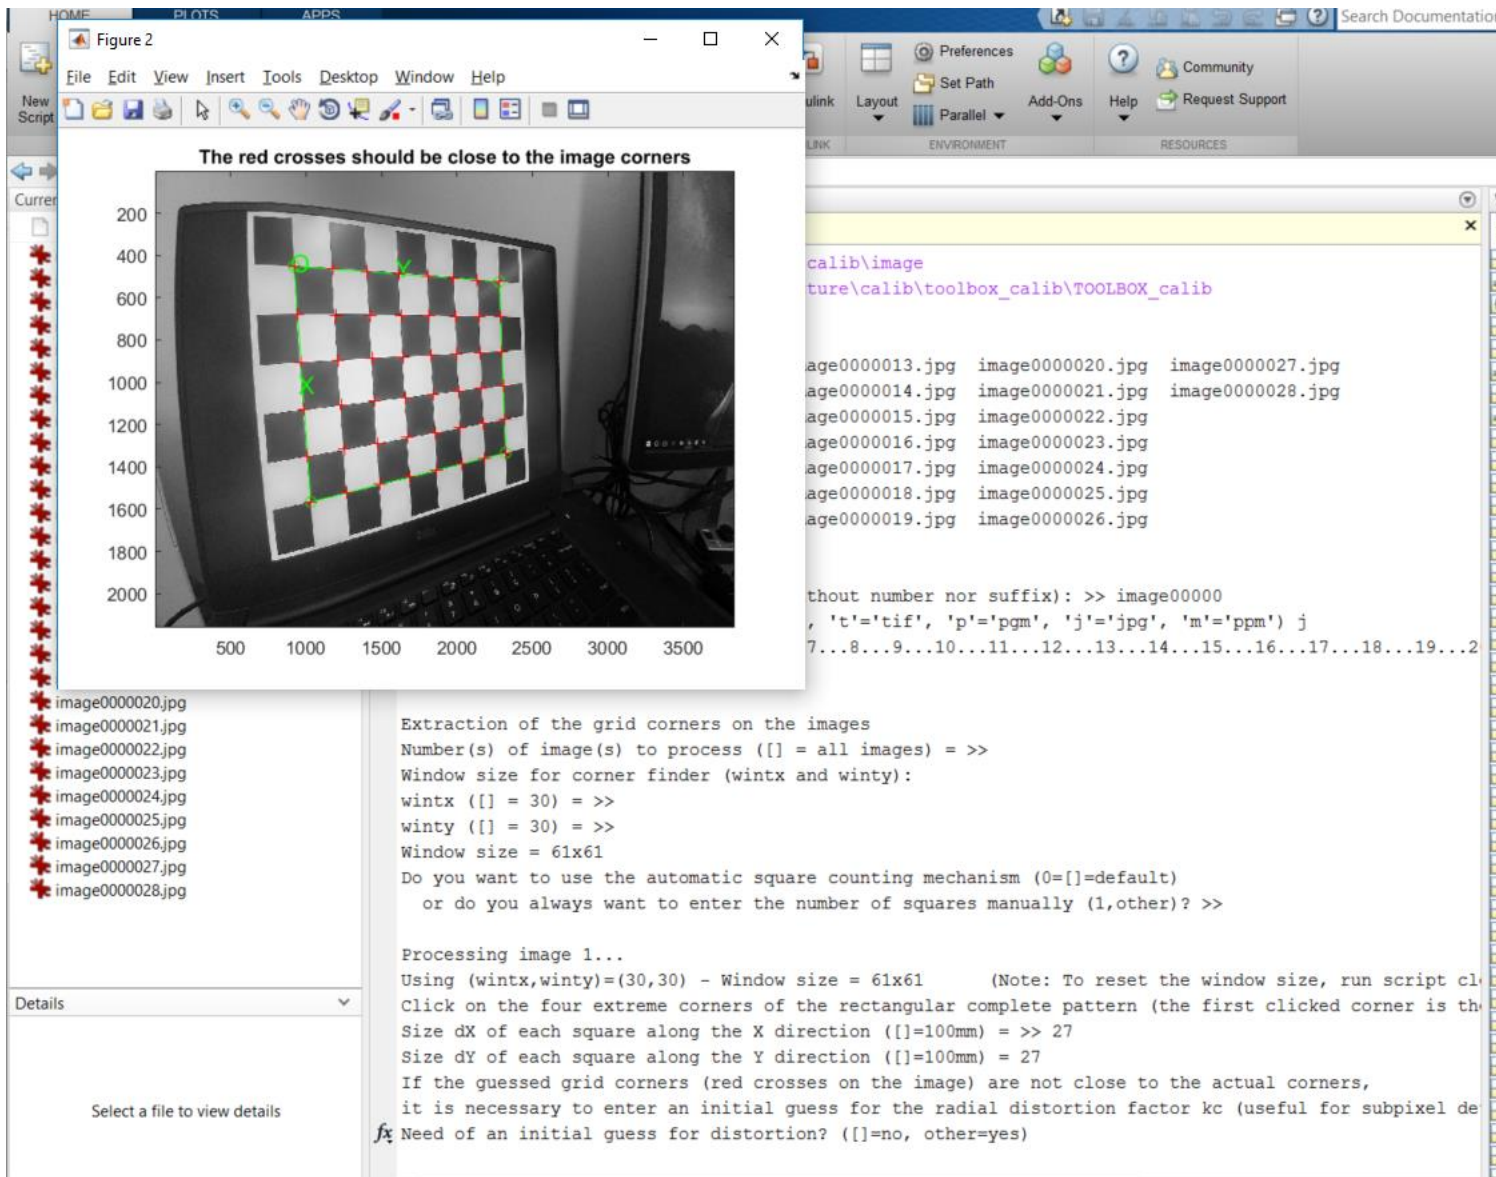 HOME PLOTS APPS
Search Documentatio
Figure 2
File Edit View Insert Tools Desktop Window Help
New
Script
ulink
Layout
Preferences
Set Path
Parallel
Add-Ons
Help
Community
Request Support
LINK ENVIRONMENT RESOURCES
Curre
The red crosses should be close to the image corners
200
400
600
800
1000
1200
1400
1600
1800
2000
500 1000 1500 2000 2500 3000 3500
O
Y
X
calib\image
ture\calib\toolbox_calib\TOOLBOX_calib
age0000013.jpg image0000020.jpg image0000027.jpg
age0000014.jpg image0000021.jpg image0000028.jpg
age0000015.jpg image0000022.jpg
age0000016.jpg image0000023.jpg
age0000017.jpg image0000024.jpg
age0000018.jpg image0000025.jpg
age0000019.jpg image0000026.jpg
thout number nor suffix): >> image00000
, 't'='tif', 'p'='pgm', 'j'='jpg', 'm'='ppm') j
7...8...9...10...11...12...13...14...15...16...17...18...19...2
image0000020.jpg
image0000021.jpg
image0000022.jpg
image0000023.jpg
image0000024.jpg
image0000025.jpg
image0000026.jpg
image0000027.jpg
image0000028.jpg
Details
Select a file to view details
Extraction of the grid corners on the images
Number(s) of image(s) to process ([] = all images) = >>
Window size for corner finder (wintx and winty):
wintx ([] = 30) = >>
winty ([] = 30) = >>
Window size = 61x61
Do you want to use the automatic square counting mechanism (0=[]=default)
or do you always want to enter the number of squares manually (1,other)? >>
Processing image 1...
Using (wintx,winty)=(30,30) - Window size = 61x61 (Note: To reset the window size, run script cl
Click on the four extreme corners of the rectangular complete pattern (the first clicked corner is th
Size dX of each square along the X direction ([]=100mm) = >> 27
Size dY of each square along the Y direction ([]=100mm) = 27
If the guessed grid corners (red crosses on the image) are not close to the actual corners,
it is necessary to enter an initial guess for the radial distortion factor kc (useful for subpixel de
fx Need of an initial guess for distortion? ([]=no, other=yes)